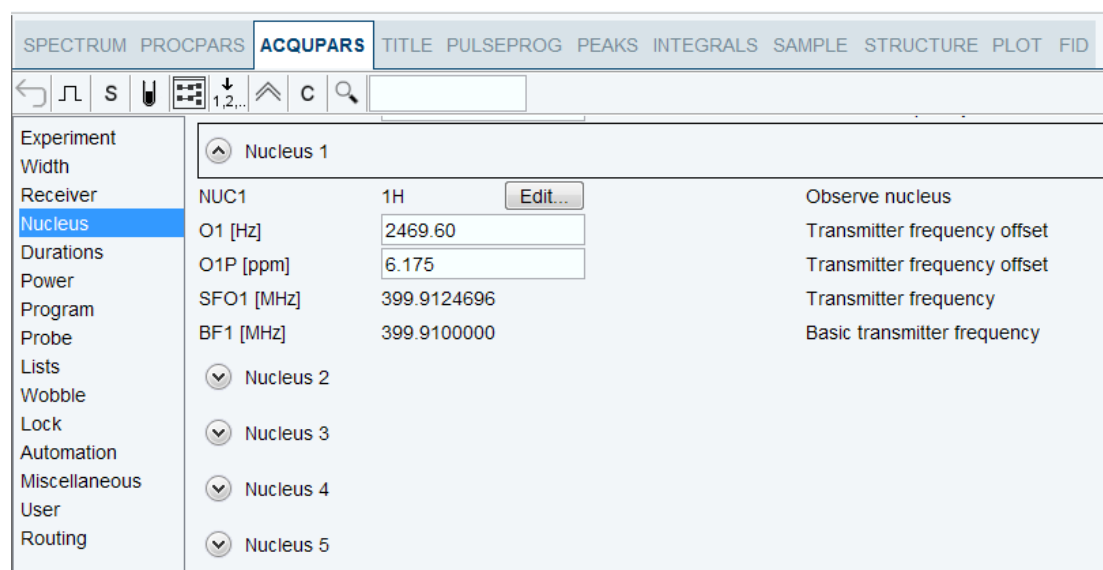 SPECTRUM PROCPARS ACQUPARS TITLE PULSEPROG PEAKS INTEGRALS SAMPLE STRUCTURE PLOT FID
S 1,2,.. C
Experiment
Width
Receiver
Nucleus
Durations
Power
Program
Probe
Lists
Wobble
Lock
Automation
Miscellaneous
User
Routing
Nucleus 1
NUC1 1H Edit... Observe nucleus
O1 [Hz] 2469.60 Transmitter frequency offset
O1P [ppm] 6.175 Transmitter frequency offset
SFO1 [MHz] 399.9124696 Transmitter frequency
BF1 [MHz] 399.9100000 Basic transmitter frequency
Nucleus 2
Nucleus 3
Nucleus 4
Nucleus 5